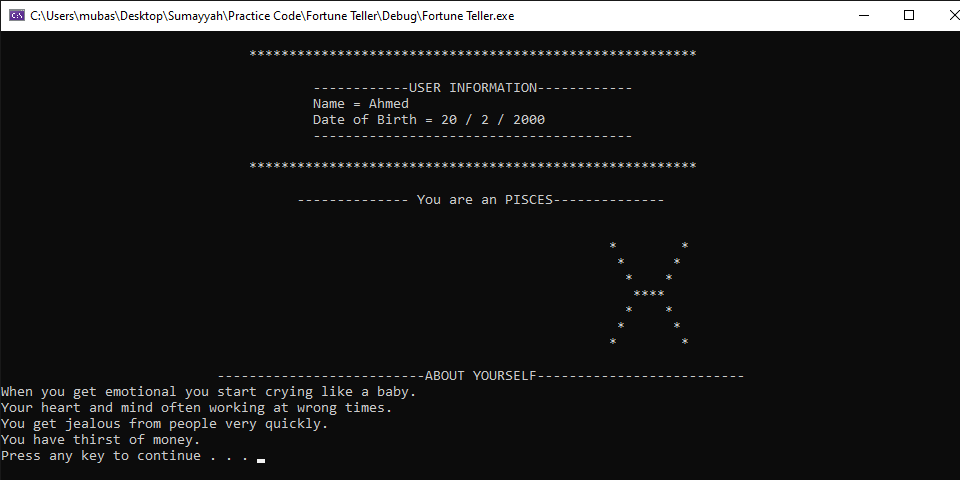 C:\Users\mubas\Desktop\Sumayyah\Practice Code\Fortune Teller\Debug\Fortune Teller.exe
********************************************************
------------USER INFORMATION------------
Name = Ahmed
Date of Birth = 20 / 2 / 2000
----------------------------------------
********************************************************
-------------- You are an PISCES--------------
*        *
*      *
*    *
****
*    *
*      *
*        *
--------------------------ABOUT YOURSELF--------------------------
When you get emotional you start crying like a baby.
Your heart and mind often working at wrong times.
You get jealous from people very quickly.
You have thirst of money.
Press any key to continue . . .